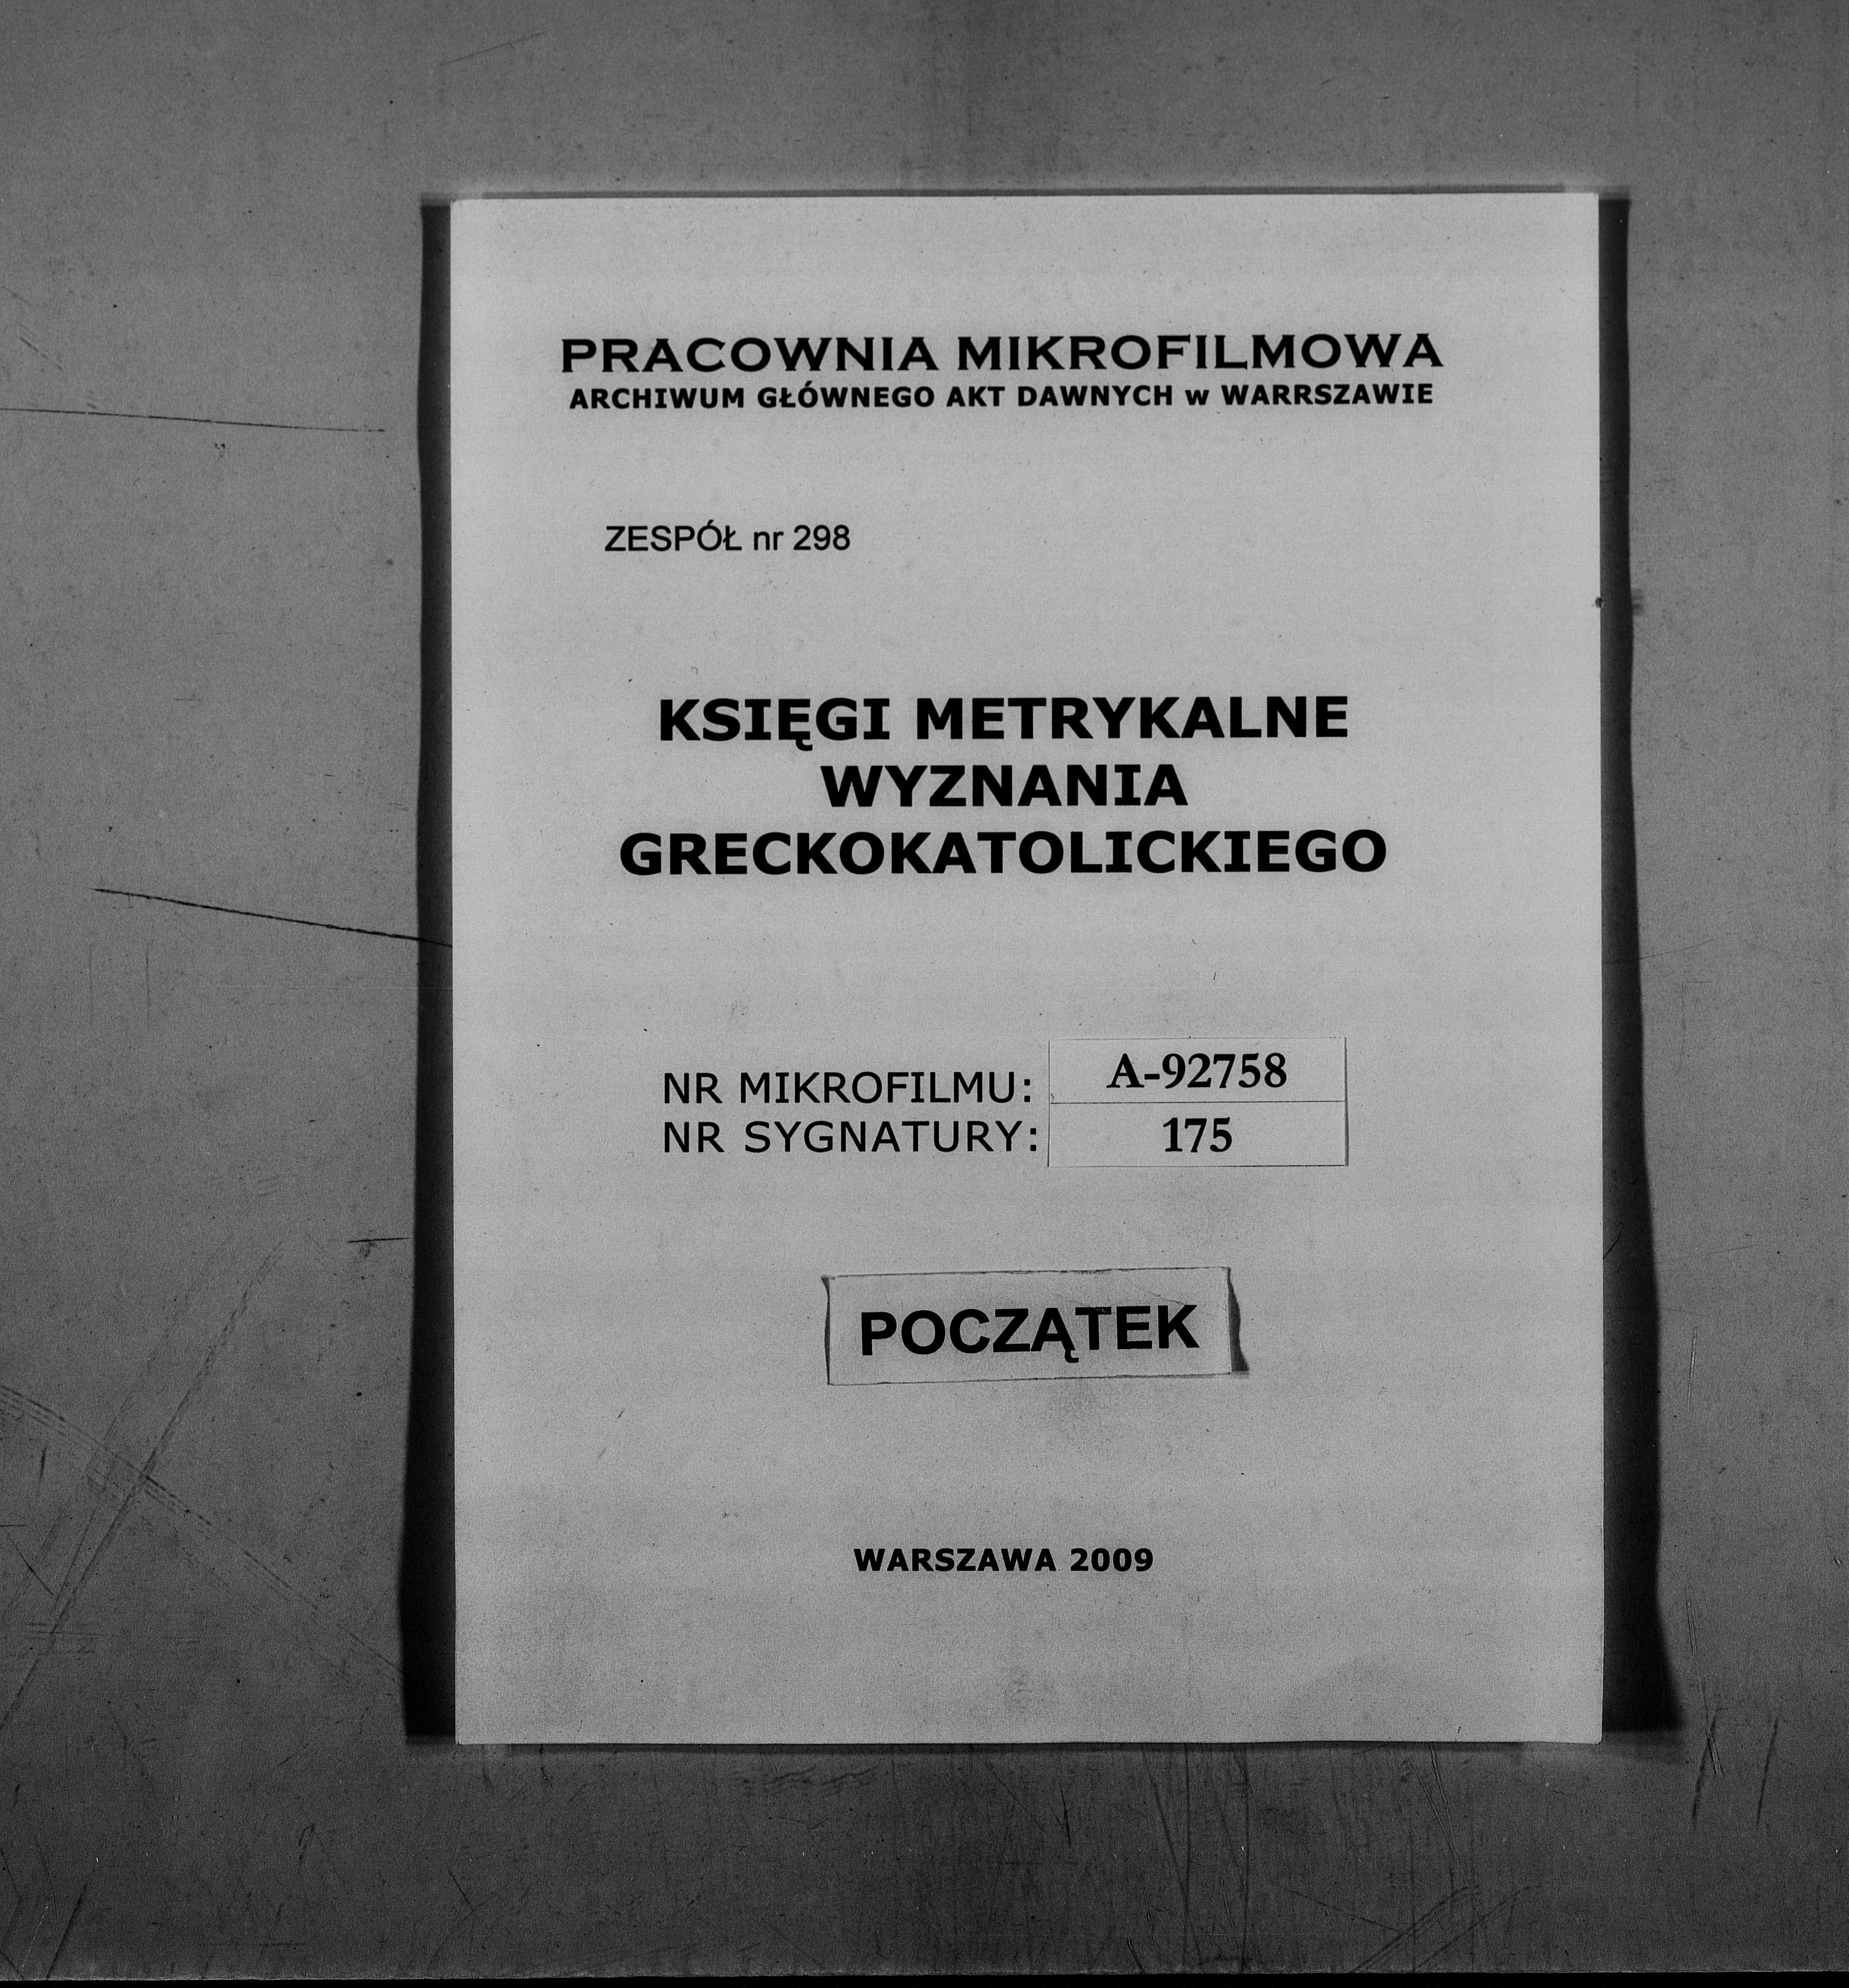 PRACOWNIA MIKROFILMOWA
ARCHIWUM GŁÓWNEGO AKT DAWNYCH w WARRSZAWIE
ZESPÓŁ nr 298
KSIĘGI METRYKALNE
WYZNANIA
GRECKOKATOLICKIEGO
NR MIKROFILMU: A-92758
NR SYGNATURY: 175
POCZĄTEK
WARSZAWA 2009